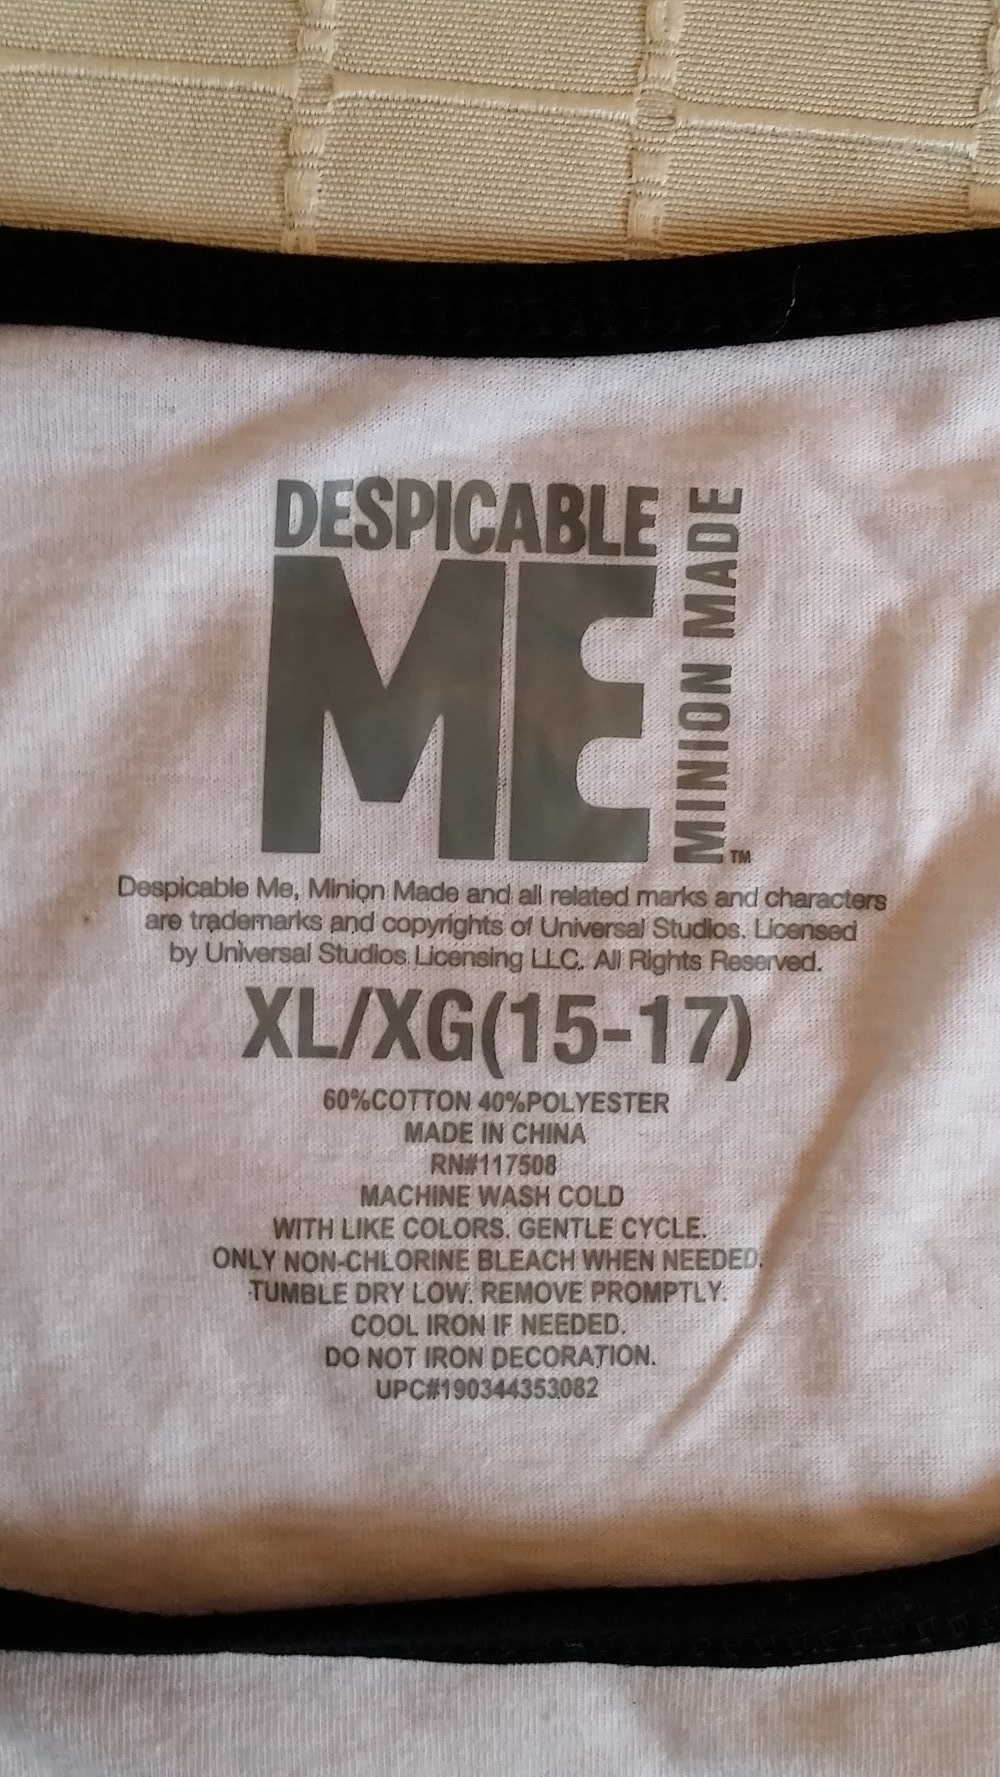 DESPICABLE
ME
MINION MADE
™
Despicable Me, Minion Made and all related marks and characters
are trademarks and copyrights of Universal Studios. Licensed
by Universal Studios Licensing LLC. All Rights Reserved.
XL/XG(15-17)
60%COTTON 40%POLYESTER
MADE IN CHINA
RN#117508
MACHINE WASH COLD
WITH LIKE COLORS. GENTLE CYCLE.
ONLY NON-CHLORINE BLEACH WHEN NEEDED.
TUMBLE DRY LOW. REMOVE PROMPTLY.
COOL IRON IF NEEDED.
DO NOT IRON DECORATION.
UPC#190344353082